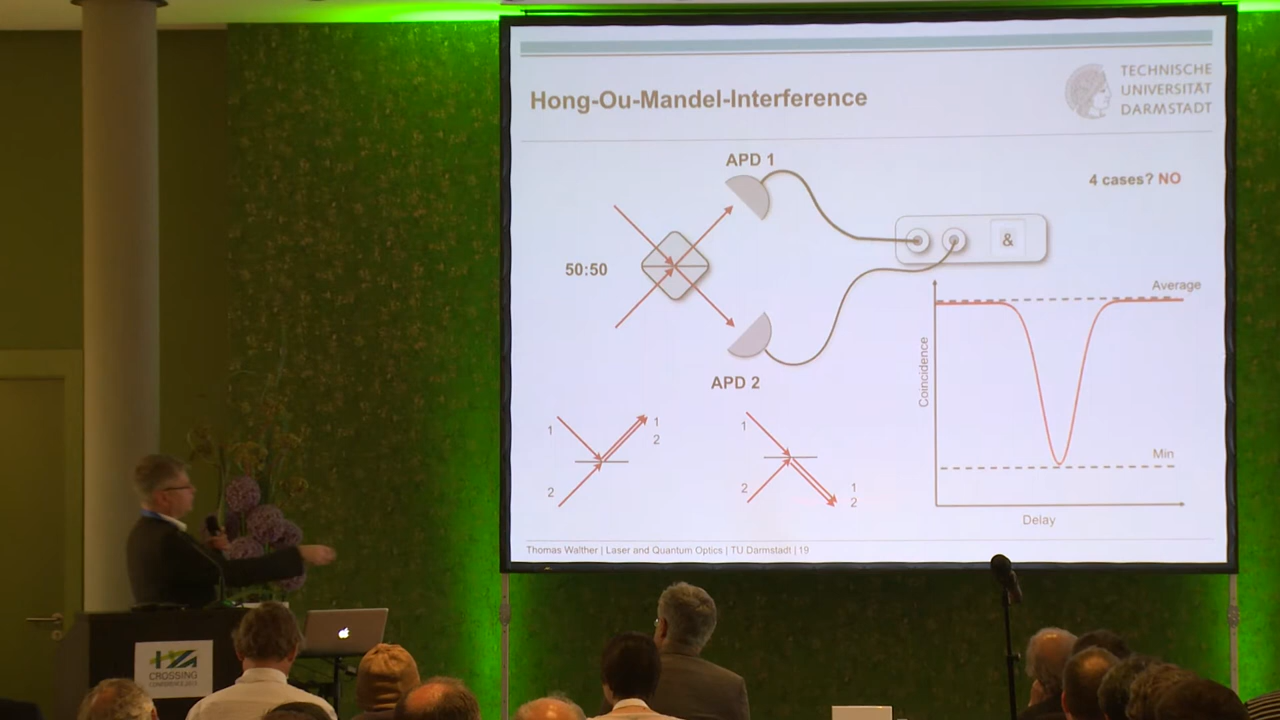 Hong-Ou-Mandel-Interference
TECHNISCHE
UNIVERSITÄT
DARMSTADT
APD 1
4 cases? NO
50:50
&
Average
Coincidence
APD 2
Min
Delay
1
2
1
2
1
2
1
2
Thomas Walther | Laser and Quantum Optics | TU Darmstadt | 19
CROSSING
CONFERENCE 2015